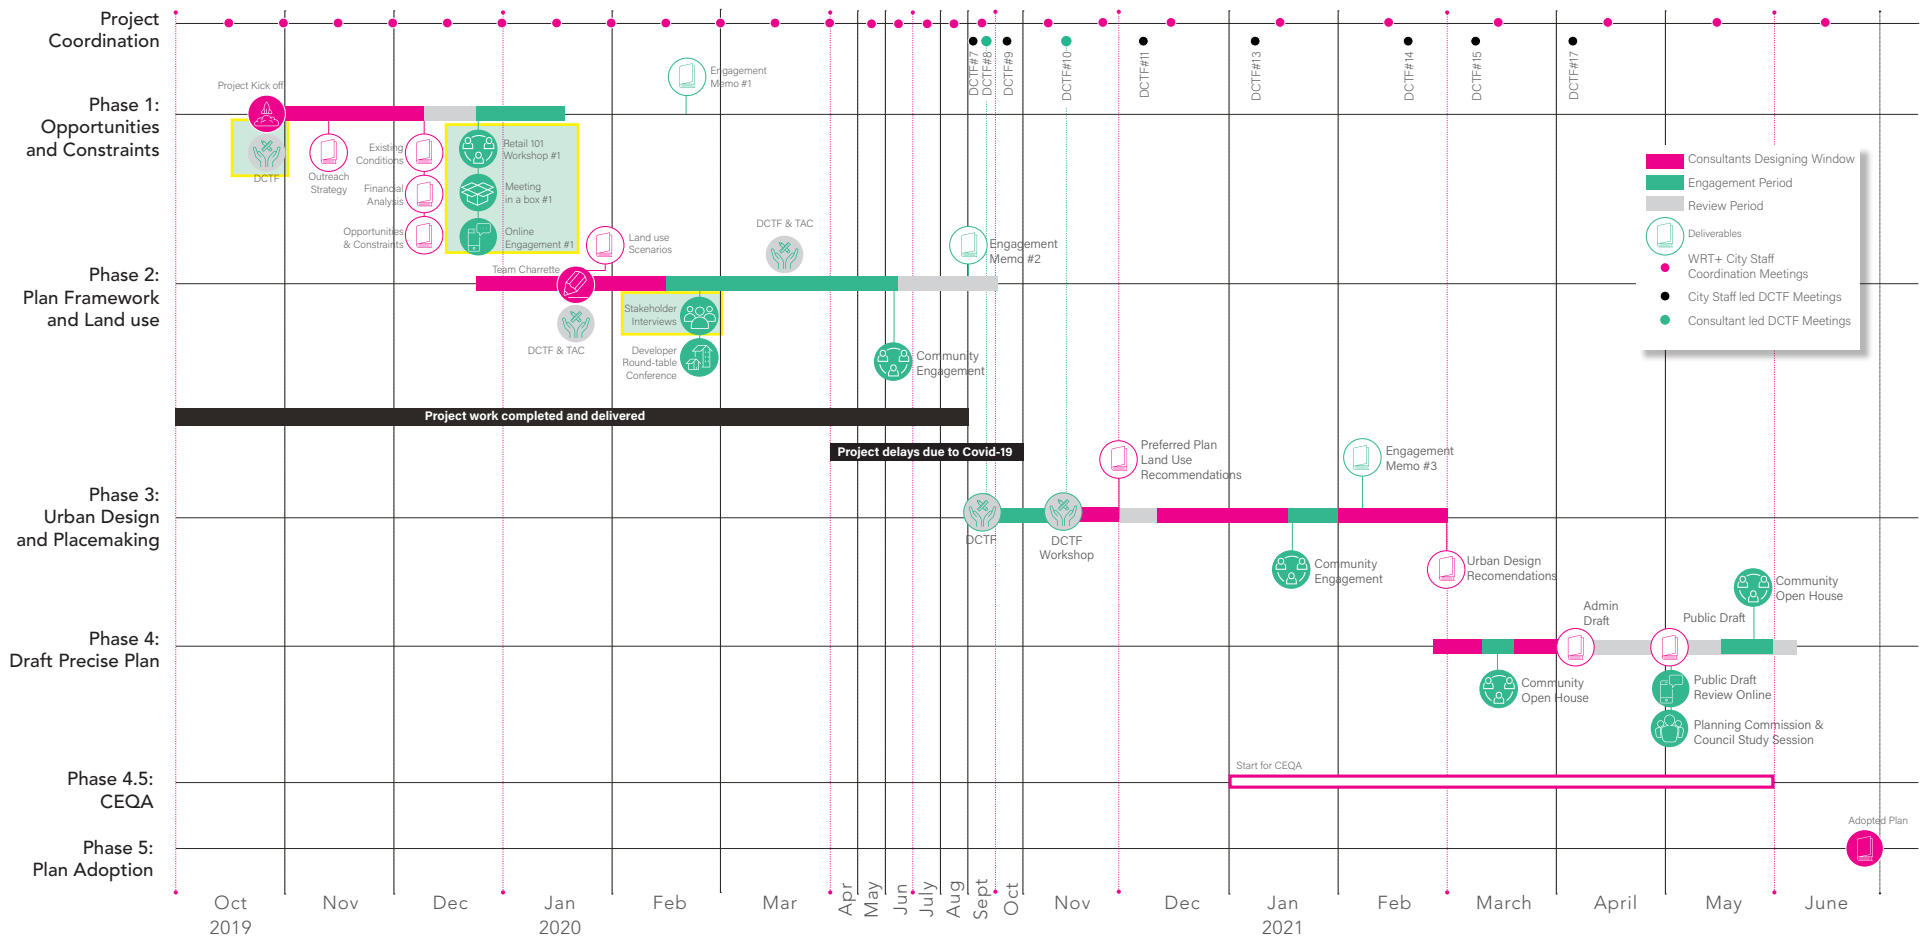 Project
Coordination
DCTF#7
DCTF#8
DCTF#9
DCTF#10
DCTF#11
DCTF#13
DCTF#14
DCTF#15
DCTF#17
Phase 1:
Opportunities
and Constraints
Project Kick off
DCTF
Outreach
Strategy
Existing
Conditions
Financial
Analysis
Opportunities
& Constraints
Retail 101
Workshop #1
Meeting
in a box #1
Online
Engagement #1
Engagement
Memo #1
Consultants Designing Window
Engagement Period
Review Period
Deliverables
WRT+ City Staff
Coordination Meetings
City Staff led DCTF Meetings
Consultant led DCTF Meetings
Phase 2:
Plan Framework
and Land use
Team Charrette
Land use
Scenarios
DCTF & TAC
DCTF & TAC
Stakeholder
Interviews
Developer
Round-table
Conference
Engagement
Memo #2
Community
Engagement
Project work completed and delivered
Project delays due to Covid-19
Phase 3:
Urban Design
and Placemaking
DCTF
DCTF
Workshop
Preferred Plan
Land Use
Recommendations
Community
Engagement
Engagement
Memo #3
Urban Design
Recomendations
Phase 4:
Draft Precise Plan
Community
Open House
Admin
Draft
Public Draft
Community
Open House
Public Draft
Review Online
Planning Commission &
Council Study Session
Phase 4.5:
CEQA
Start for CEQA
Phase 5:
Plan Adoption
Adopted Plan
Oct
2019
Nov
Dec
Jan
2020
Feb
Mar
Apr
May
Jun
July
Aug
Sept
Oct
Nov
Dec
Jan
2021
Feb
March
April
May
June